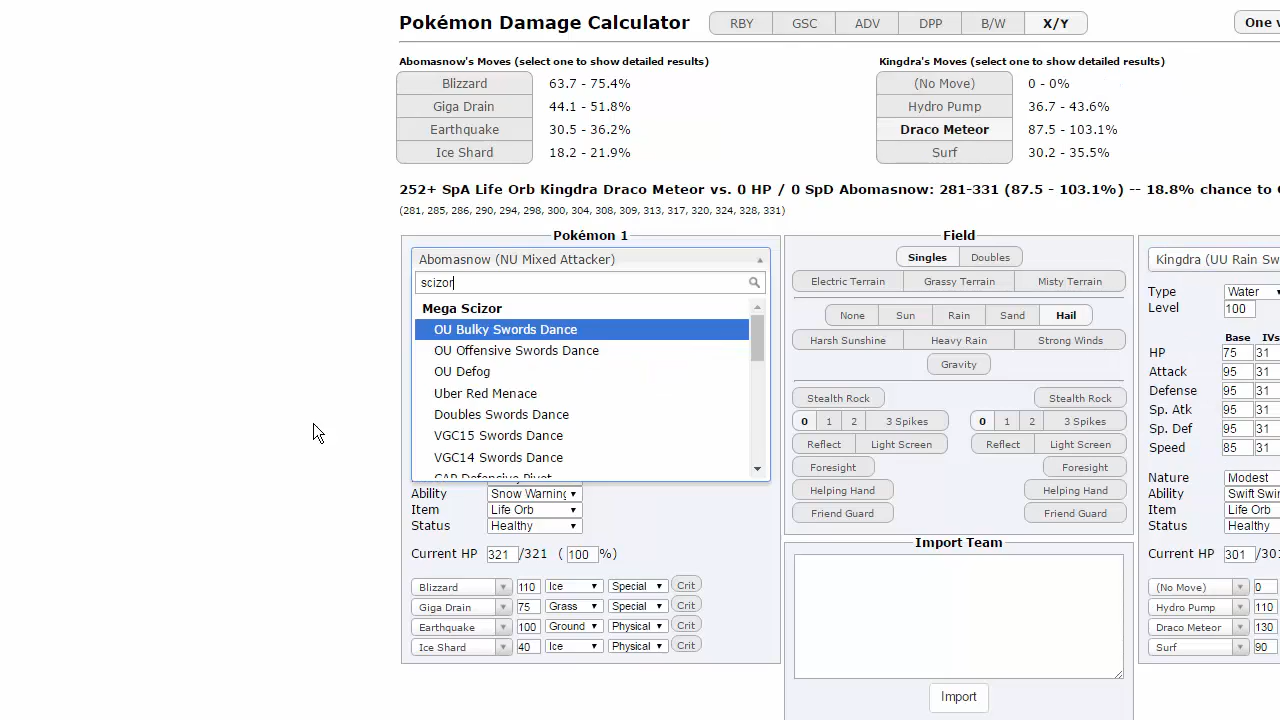 Pokémon Damage Calculator RBY GSC ADV DPP B/W X/Y One v
Abomasnow's Moves (select one to show detailed results) Kingdra's Moves (select one to show detailed results)
Blizzard 63.7 - 75.4% (No Move) 0 - 0%
Giga Drain 44.1 - 51.8% Hydro Pump 36.7 - 43.6%
Earthquake 30.5 - 36.2% Draco Meteor 87.5 - 103.1%
Ice Shard 18.2 - 21.9% Surf 30.2 - 35.5%
252+ SpA Life Orb Kingdra Draco Meteor vs. 0 HP / 0 SpD Abomasnow: 281-331 (87.5 - 103.1%) -- 18.8% chance to
(281, 285, 286, 290, 294, 298, 300, 304, 308, 309, 313, 317, 320, 324, 328, 331)
Pokémon 1
Abomasnow (NU Mixed Attacker)
scizor
Mega Scizor
OU Bulky Swords Dance
OU Offensive Swords Dance
OU Defog
Uber Red Menace
Doubles Swords Dance
VGC15 Swords Dance
VGC14 Swords Dance
CAP Defensive Pivot
Ability Snow Warning
Item Life Orb
Status Healthy
Current HP 321 /321 ( 100 %)
Blizzard 110 Ice Special Crit
Giga Drain 75 Grass Special Crit
Earthquake 100 Ground Physical Crit
Ice Shard 40 Ice Physical Crit
Field
Singles Doubles
Electric Terrain Grassy Terrain Misty Terrain
None Sun Rain Sand Hail
Harsh Sunshine Heavy Rain Strong Winds
Gravity
Stealth Rock Stealth Rock
0 1 2 3 Spikes 0 1 2 3 Spikes
Reflect Light Screen Reflect Light Screen
Foresight Foresight
Helping Hand Helping Hand
Friend Guard Friend Guard
Import Team
Import
Kingdra (UU Rain Sw
Type Water
Level 100
Base IVs
HP 75 31
Attack 95 31
Defense 95 31
Sp. Atk 95 31
Sp. Def 95 31
Speed 85 31
Nature Modest
Ability Swift Swi
Item Life Orb
Status Healthy
Current HP 301 /301
(No Move) 0
Hydro Pump 110
Draco Meteor 130
Surf 90